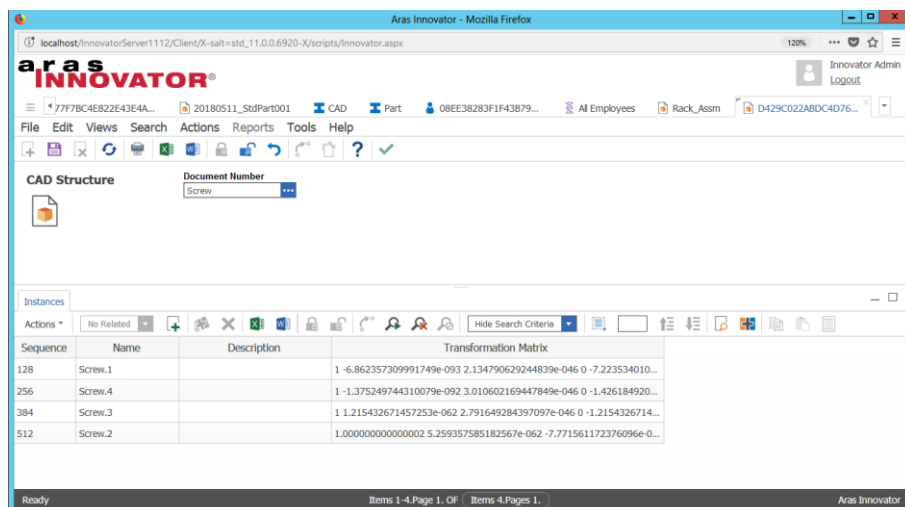 Aras Innovator - Mozilla Firefox
localhost/InnovatorServer1112/Client/X-salt=std_11.0.0.6920-X/scripts/Innovator.aspx 120%
aras
INNOVATOR®
Innovator Admin
Logout
77F7BC4E822E43E4A... 20180511_StdPart001 CAD Part 08EE38283F1F43B79... All Employees Rack_Assm D429C022ABDC4D76...
File Edit Views Search Actions Reports Tools Help
CAD Structure
Document Number
Screw
Instances
Actions No Related Hide Search Criteria
Sequence Name Description Transformation Matrix
128 Screw.1 1 -6.862357309991749e-093 2.134790629244839e-046 0 -7.223534010...
256 Screw.4 1 -1.375249744310079e-092 3.010602169447849e-046 0 -1.426184920...
384 Screw.3 1 1.215432671457253e-062 2.791649284397097e-046 0 -1.2154326714...
512 Screw.2 1.000000000000002 5.259357585182567e-062 -7.771561172376096e-0...
Ready Items 1-4.Page 1. OF Items 4.Pages 1. Aras Innovator